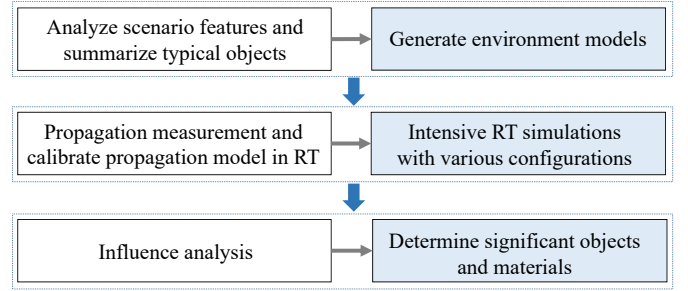 Analyze scenario features and
summarize typical objects
Generate environment models
Propagation measurement and
calibrate propagation model in RT
Intensive RT simulations
with various configurations
Influence analysis
Determine significant objects
and materials